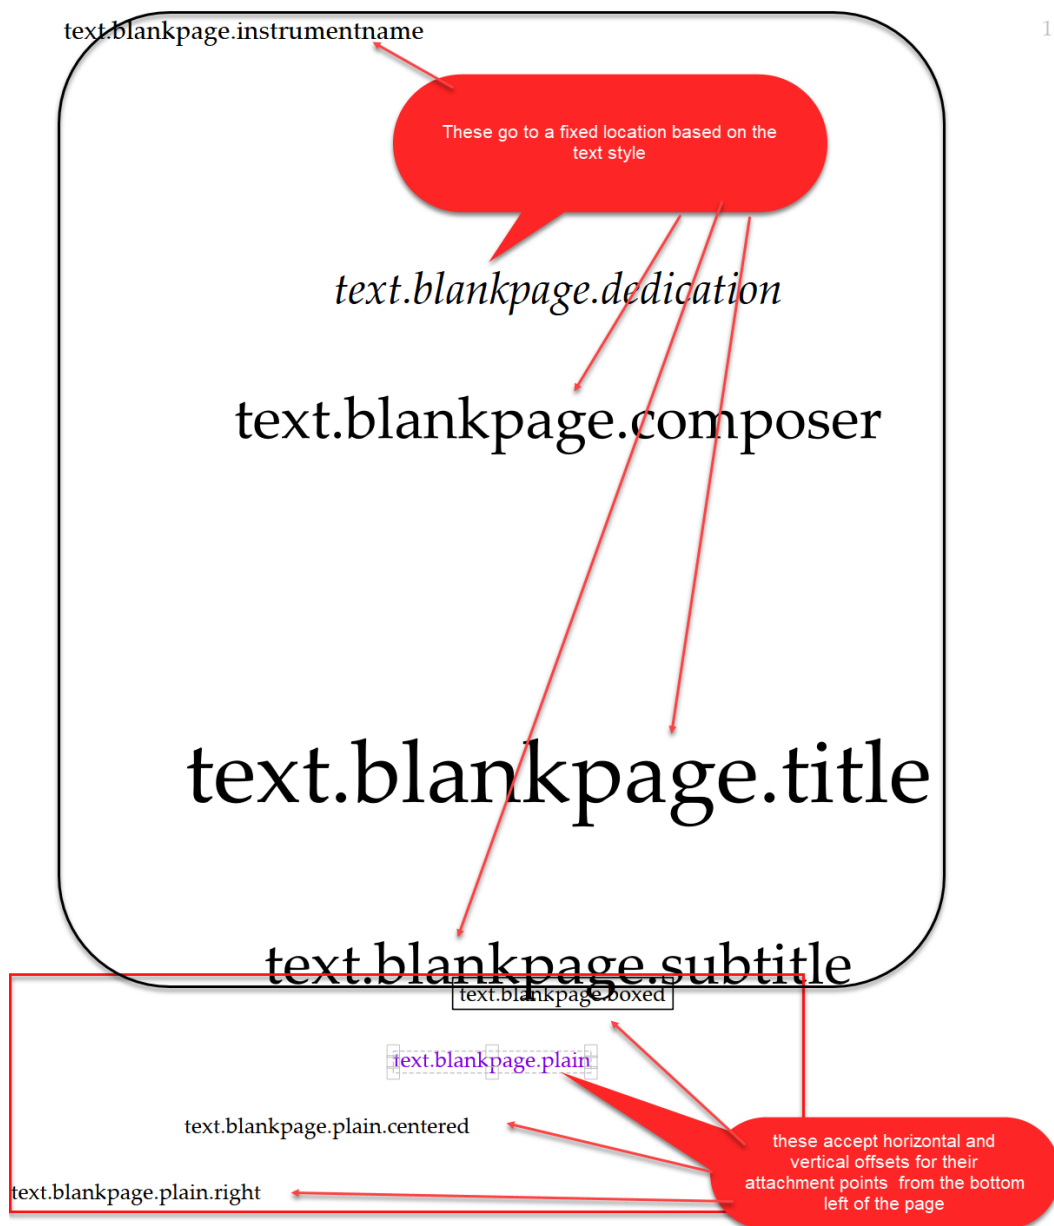 text.blankpage.instrumentname
1
These go to a fixed location based on the
text style
text.blankpage.dedication
text.blankpage.composer
text.blankpage.title
text.blankpage.subtitle
text.blankpage.boxed
text.blankpage.plain
text.blankpage.plain.centered
these accept horizontal and
vertical offsets for their
attachment points from the bottom
left of the page
text.blankpage.plain.right